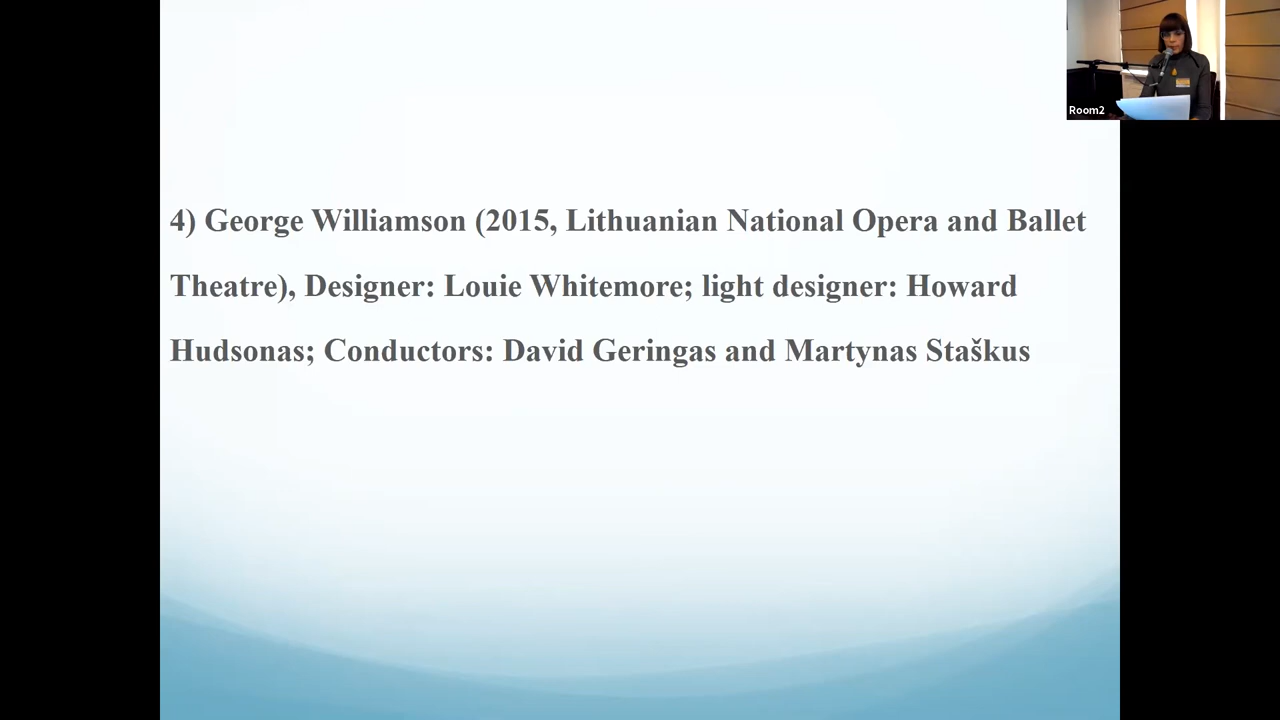 Room2
4) George Williamson (2015, Lithuanian National Opera and Ballet
Theatre), Designer: Louie Whitemore; light designer: Howard
Hudsonas; Conductors: David Geringas and Martynas Staškus